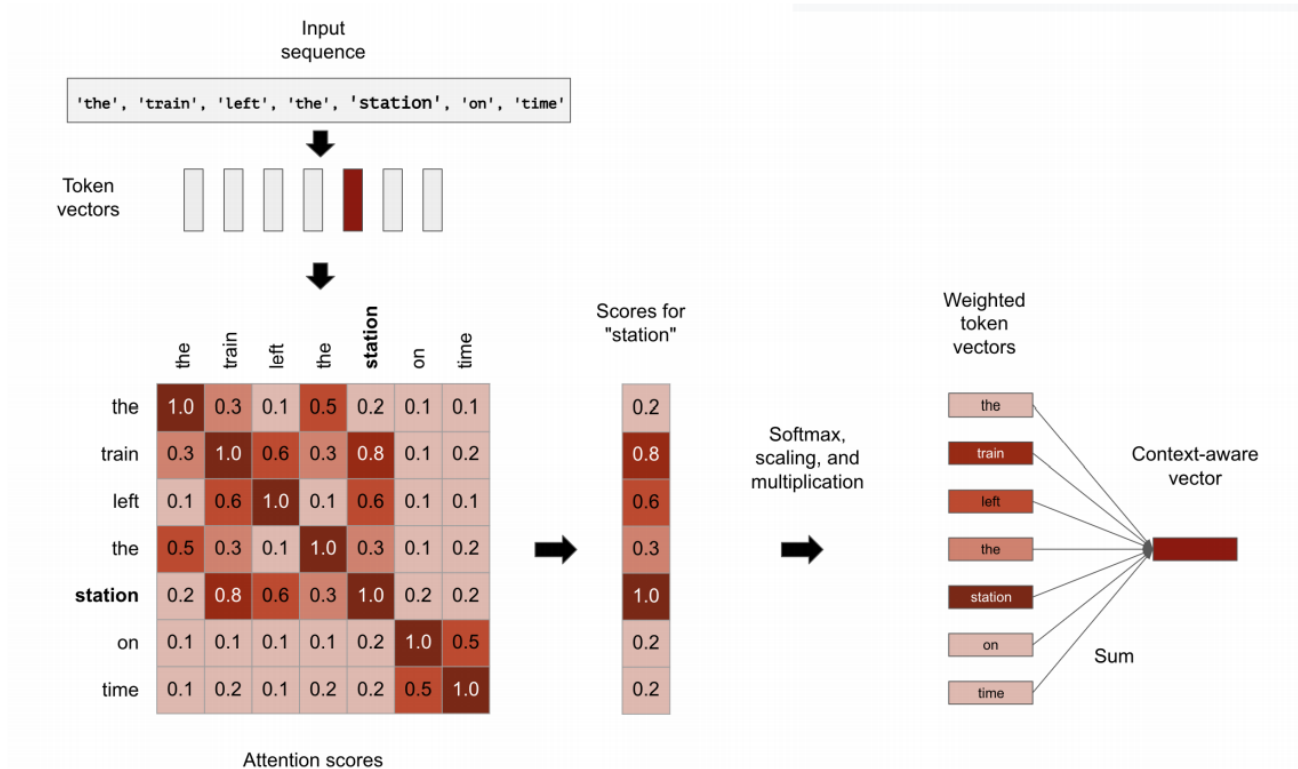 Input
sequence
'the', 'train', 'left', 'the', 'station', 'on', 'time'
Token
vectors
the train left the station on time
the 1.0 0.3 0.1 0.5 0.2 0.1 0.1
train 0.3 1.0 0.6 0.3 0.8 0.1 0.2
left 0.1 0.6 1.0 0.1 0.6 0.1 0.1
the 0.5 0.3 0.1 1.0 0.3 0.1 0.2
station 0.2 0.8 0.6 0.3 1.0 0.2 0.2
on 0.1 0.1 0.1 0.1 0.2 1.0 0.5
time 0.1 0.2 0.1 0.2 0.2 0.5 1.0
Attention scores
Scores for
"station"
0.2
0.8
0.6
0.3
1.0
0.2
0.2
Softmax,
scaling, and
multiplication
Weighted
token
vectors
the
train
left
the
station
on
time
Sum
Context-aware
vector